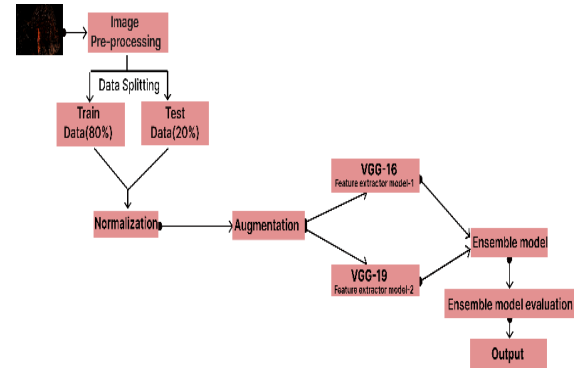 Image
Pre-processing
Data Splitting
Train
Data(80%)
Test
Data(20%)
Normalization
Augmentation
VGG-16
Feature extractor model-1
VGG-19
Feature extractor model-2
Ensemble model
Ensemble model evaluation
Output